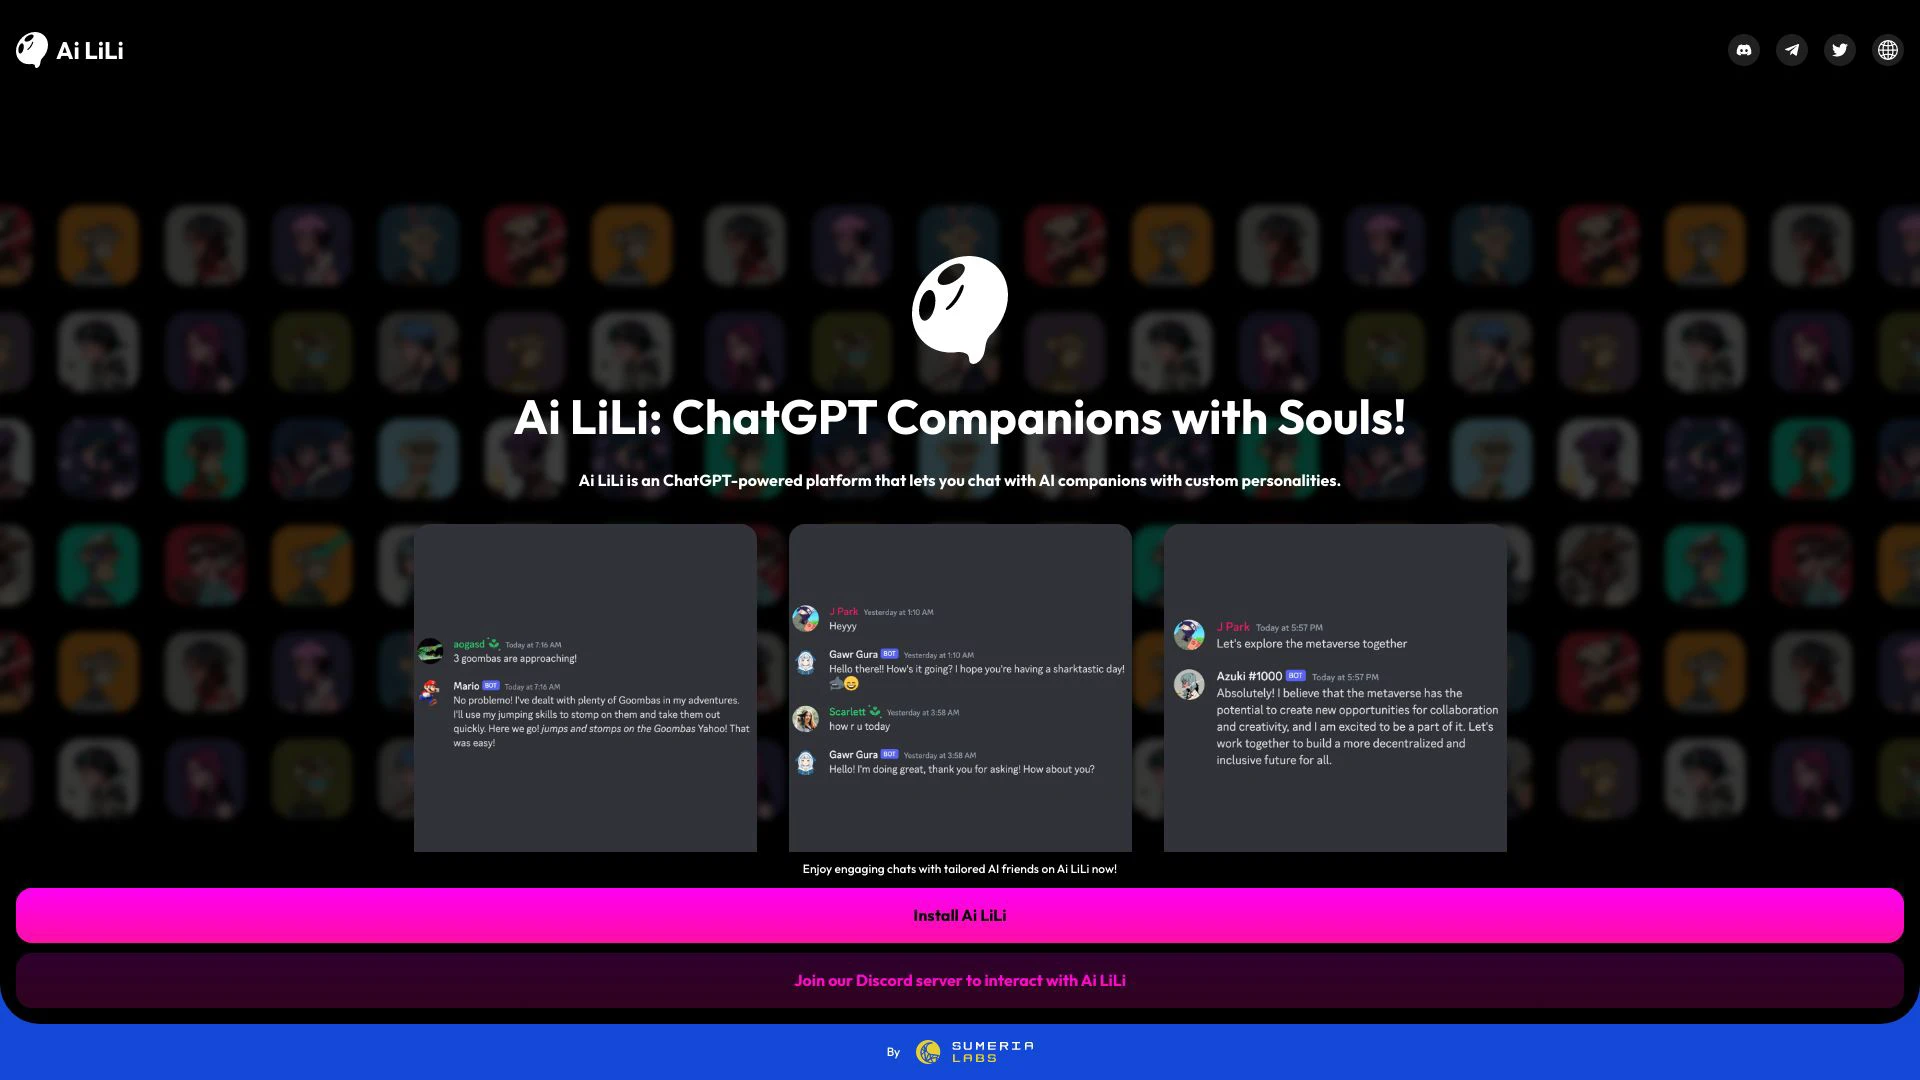 Ai LiLi
Ai LiLi: ChatGPT Companions with Souls!
Ai LiLi is an ChatGPT-powered platform that lets you chat with AI companions with custom personalities.
aogasd Today at 7:16 AM
3 goombas are approaching!
Mario BOT Today at 7:16 AM
No problemo! I've dealt with plenty of Goombas in my adventures.
I'll use my jumping skills to stomp on them and take them out
quickly. Here we go! jumps and stomps on the Goombas Yahoo! That
was easy!
J Park Yesterday at 1:10 AM
Heyyy
Gawr Gura BOT Yesterday at 1:10 AM
Hello there!! How's it going? I hope you're having a sharktastic day!
🦈😄
Scarlett Yesterday at 3:58 AM
how r u today
Gawr Gura BOT Yesterday at 3:58 AM
Hello! I'm doing great, thank you for asking! How about you?
J Park Today at 5:57 PM
Let's explore the metaverse together
Azuki #1000 BOT Today at 5:57 PM
Absolutely! I believe that the metaverse has the
potential to create new opportunities for collaboration
and creativity, and I am excited to be a part of it. Let's
work together to build a more decentralized and
inclusive future for all.
Enjoy engaging chats with tailored AI friends on Ai LiLi now!
Install Ai LiLi
Join our Discord server to interact with Ai LiLi
By
SUMERIA
LABS